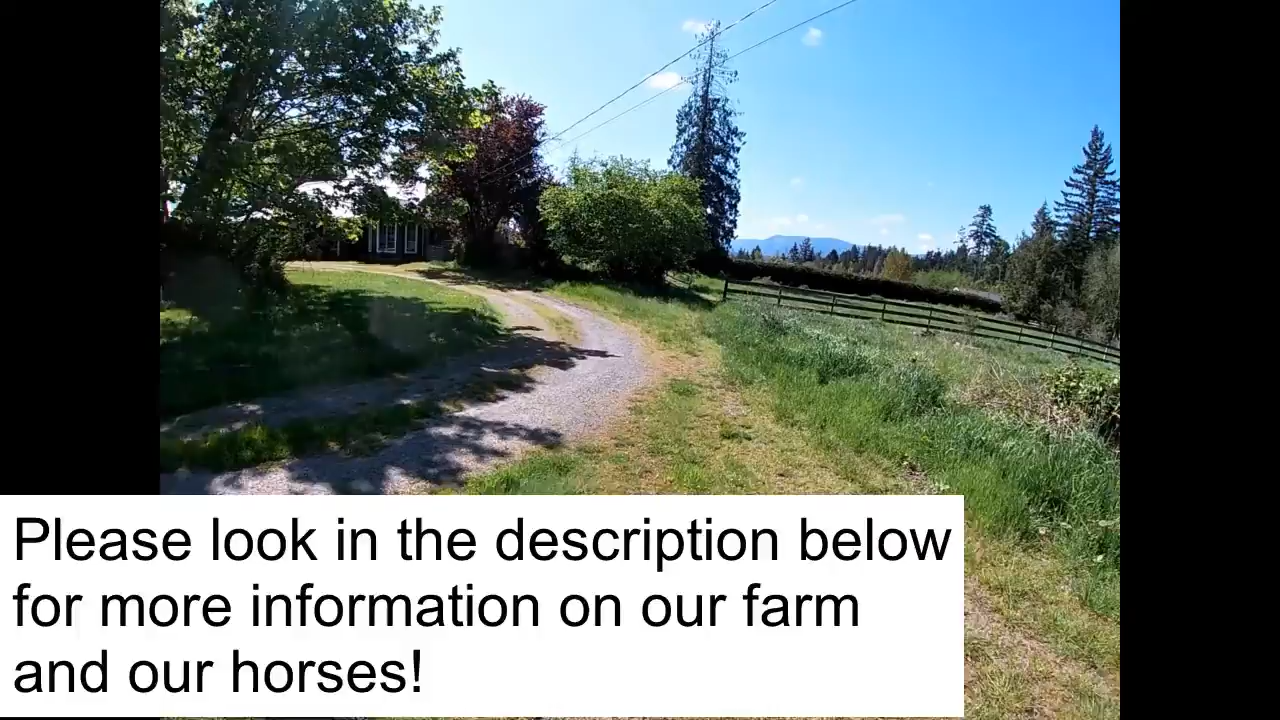 Please look in the description below
for more information on our farm
and our horses!